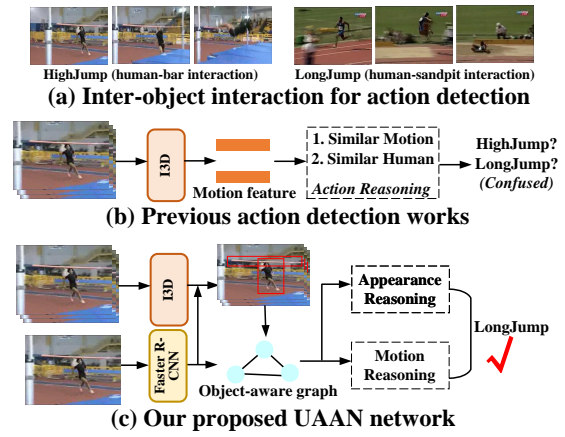 HighJump (human-bar interaction)
LongJump (human-sandpit interaction)
(a) Inter-object interaction for action detection
I3D
Motion feature
1. Similar Motion
2. Similar Human
Action Reasoning
HighJump?
LongJump?
(Confused)
(b) Previous action detection works
I3D
Faster R-
CNN
Object-aware graph
Appearance
Reasoning
Motion
Reasoning
LongJump
(c) Our proposed UAAN network